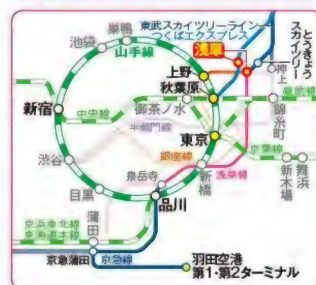 東武スカイツリーライン
つくばエクスプレス
とうきょう
スカイツリー
巣鴨
池袋
山手線
上野
浅草
押上
秋葉原
新宿
中央線
御茶ノ水
総武線
錦糸町
半蔵門線
東京
銀座線
京葉線
渋谷
泉岳寺
新橋
浅草線
新木場
舞浜
目黒
品川
京浜東北線
東海道本線
蒲田
京急蒲田
京急線
羽田空港
第1・第2ターミナル